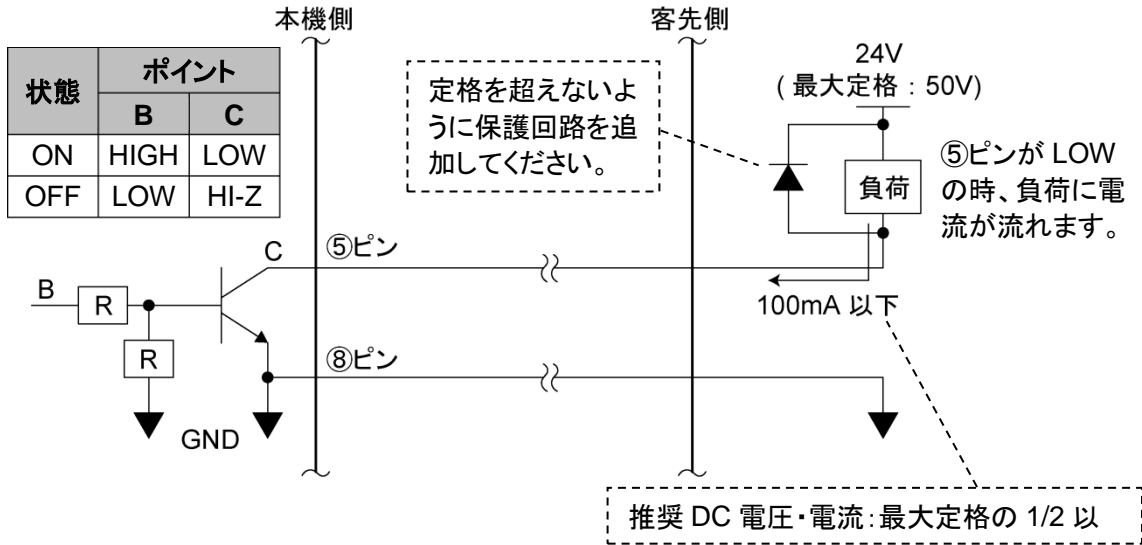 本機側
客先側
状態 ポイント
B C
ON HIGH LOW
OFF LOW HI-Z
定格を超えないよ
うに保護回路を追
加してください。
24V
( 最大定格 : 50V)
負荷
⑤ピンが LOW
の時、負荷に電
流が流れます。
C
⑤ピン
B
R
R
100mA 以下
⑧ピン
GND
推奨 DC 電圧・電流：最大定格の 1/2 以